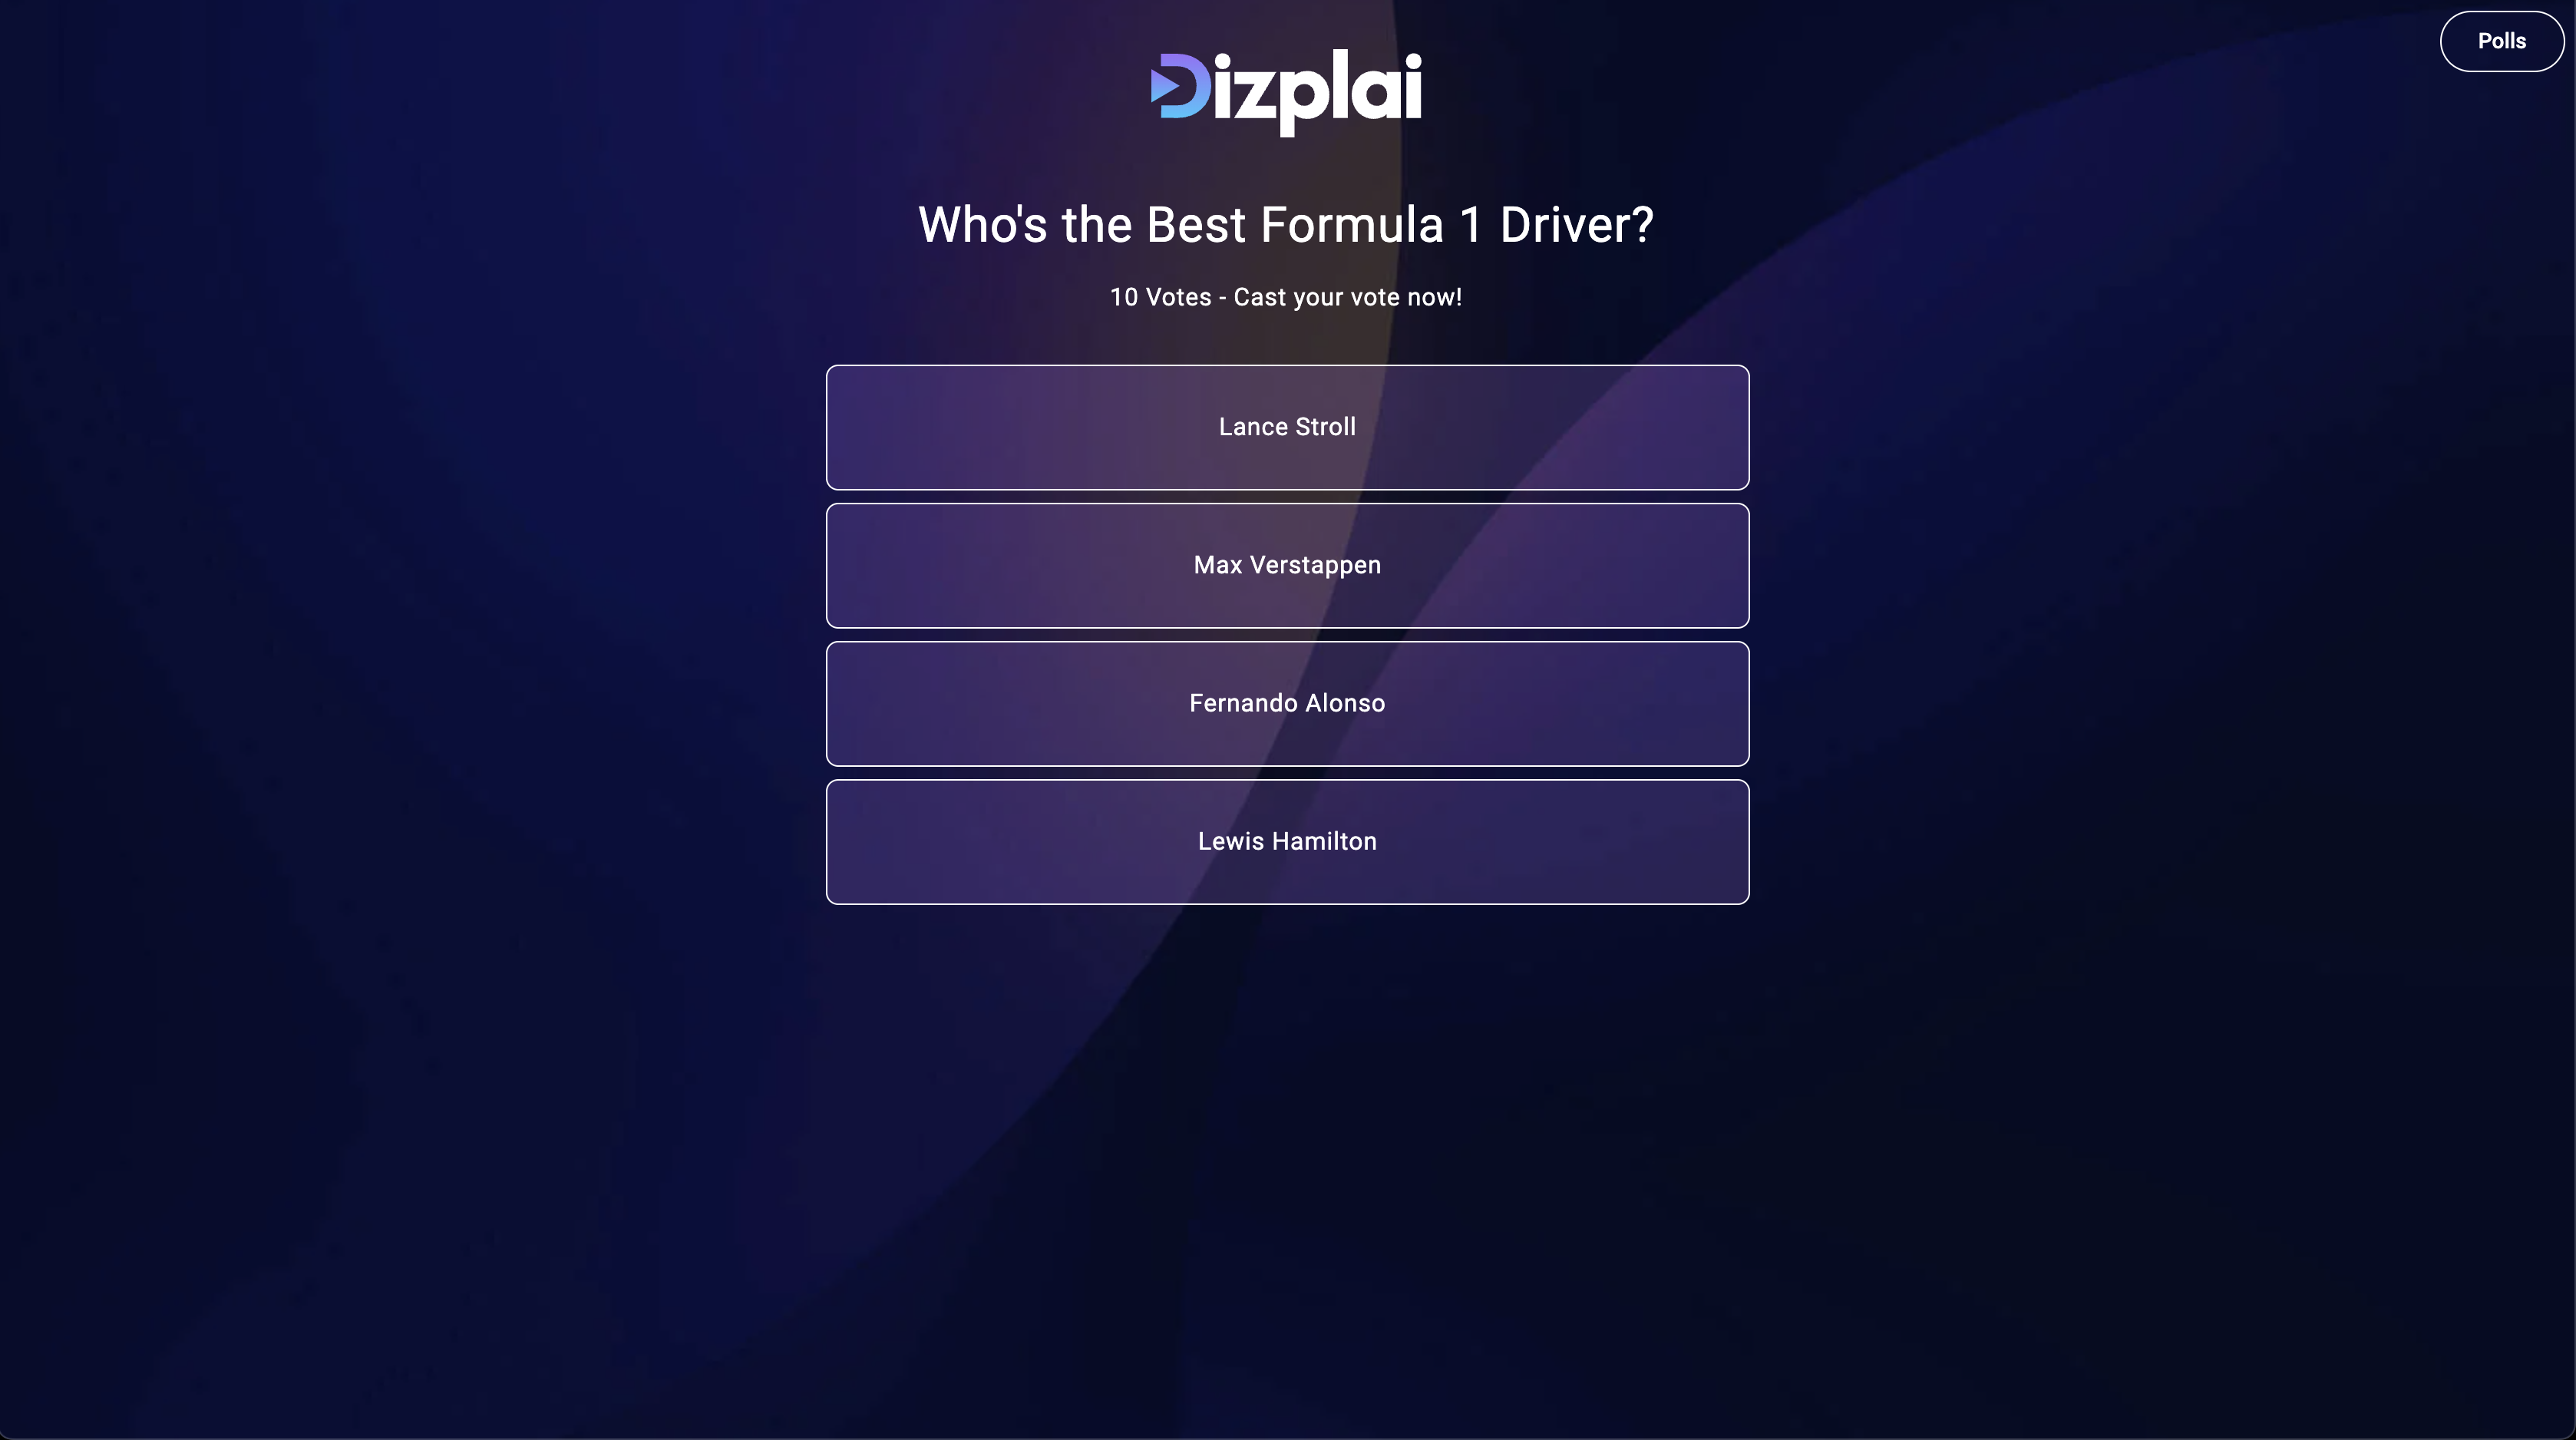 Polls
Dizplai
Who's the Best Formula 1 Driver?
10 Votes - Cast your vote now!
Lance Stroll
Max Verstappen
Fernando Alonso
Lewis Hamilton